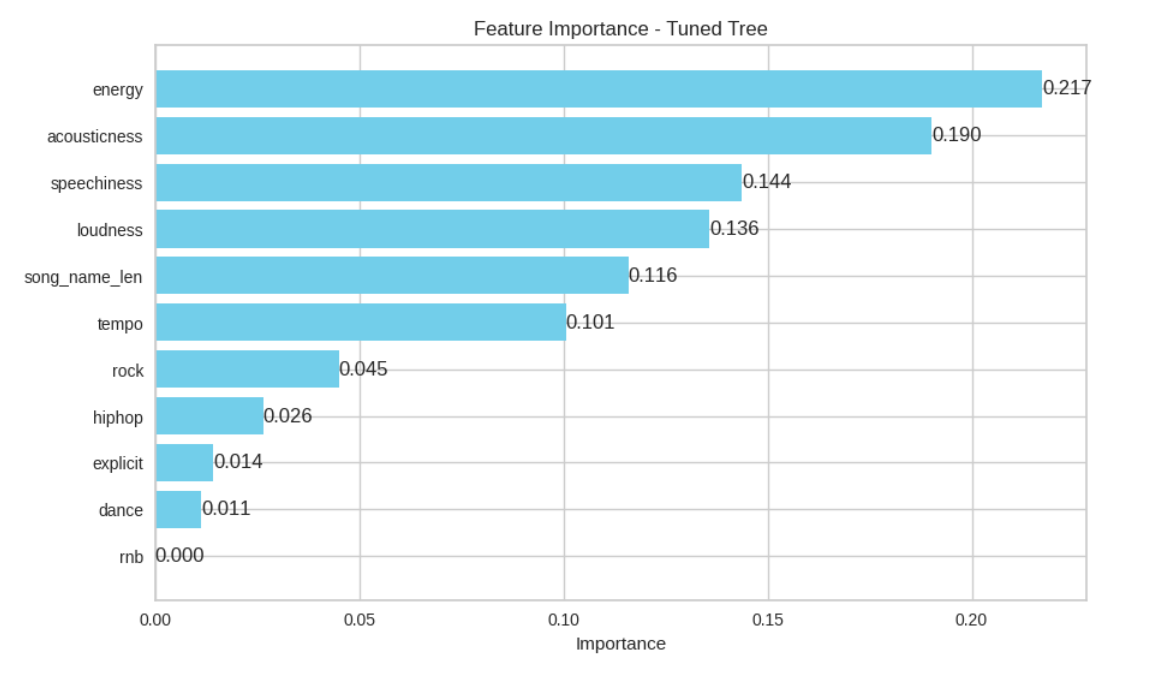 Feature Importance - Tuned Tree
energy 0.217
acousticness 0.190
speechiness 0.144
loudness 0.136
song_name_len 0.116
tempo 0.101
rock 0.045
hiphop 0.026
explicit 0.014
dance 0.011
rnb 0.000
0.00 0.05 0.10 0.15 0.20
Importance